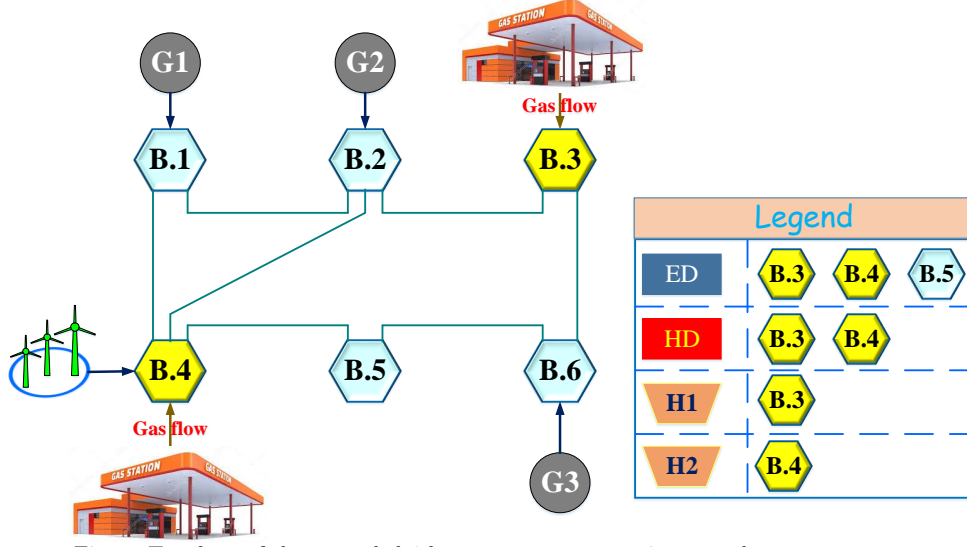 GAS STATION
GAS STATION
G1
G2
Gas flow
B.1
B.2
B.3
Legend
ED
B.3
B.4
B.5
HD
B.3
B.4
H1
B.3
H2
B.4
B.4
B.5
B.6
Gas flow
GAS STATION
GAS STATION
G3